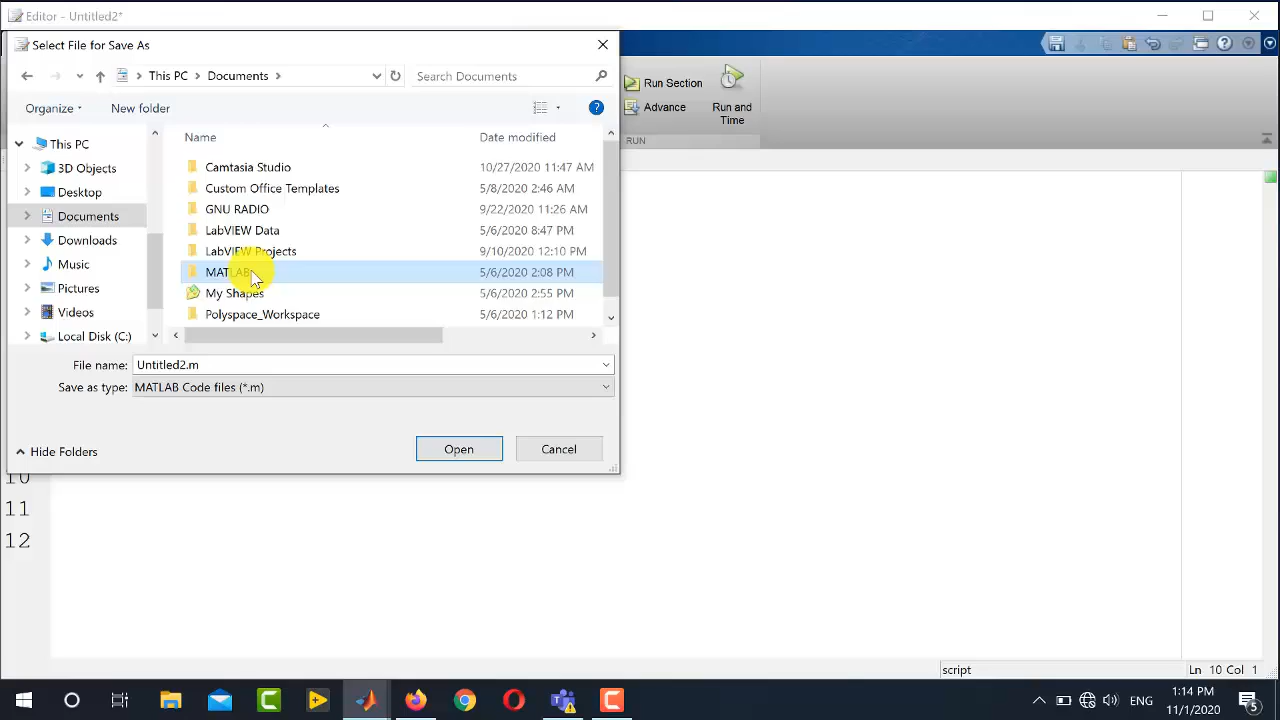 Editor - Untitled2*
Select File for Save As
This PC
Documents
Search Documents
Organize
New folder
Run Section
Advance
Run and
Time
RUN
Name
Date modified
This PC
3D Objects
Desktop
Documents
Downloads
Music
Pictures
Videos
Local Disk (C:)
Camtasia Studio 10/27/2020 11:47 AM
Custom Office Templates 5/8/2020 2:46 AM
GNU RADIO 9/22/2020 11:26 AM
LabVIEW Data 5/6/2020 8:47 PM
LabVIEW Projects 9/10/2020 12:10 PM
MATLAB 5/6/2020 2:08 PM
My Shapes 5/6/2020 2:55 PM
Polyspace_Workspace 5/6/2020 1:12 PM
File name: Untitled2.m
Save as type: MATLAB Code files (*.m)
Hide Folders
Open
Cancel
10
11
12
script
Ln 10 Col 1
ENG
1:14 PM
11/1/2020
5